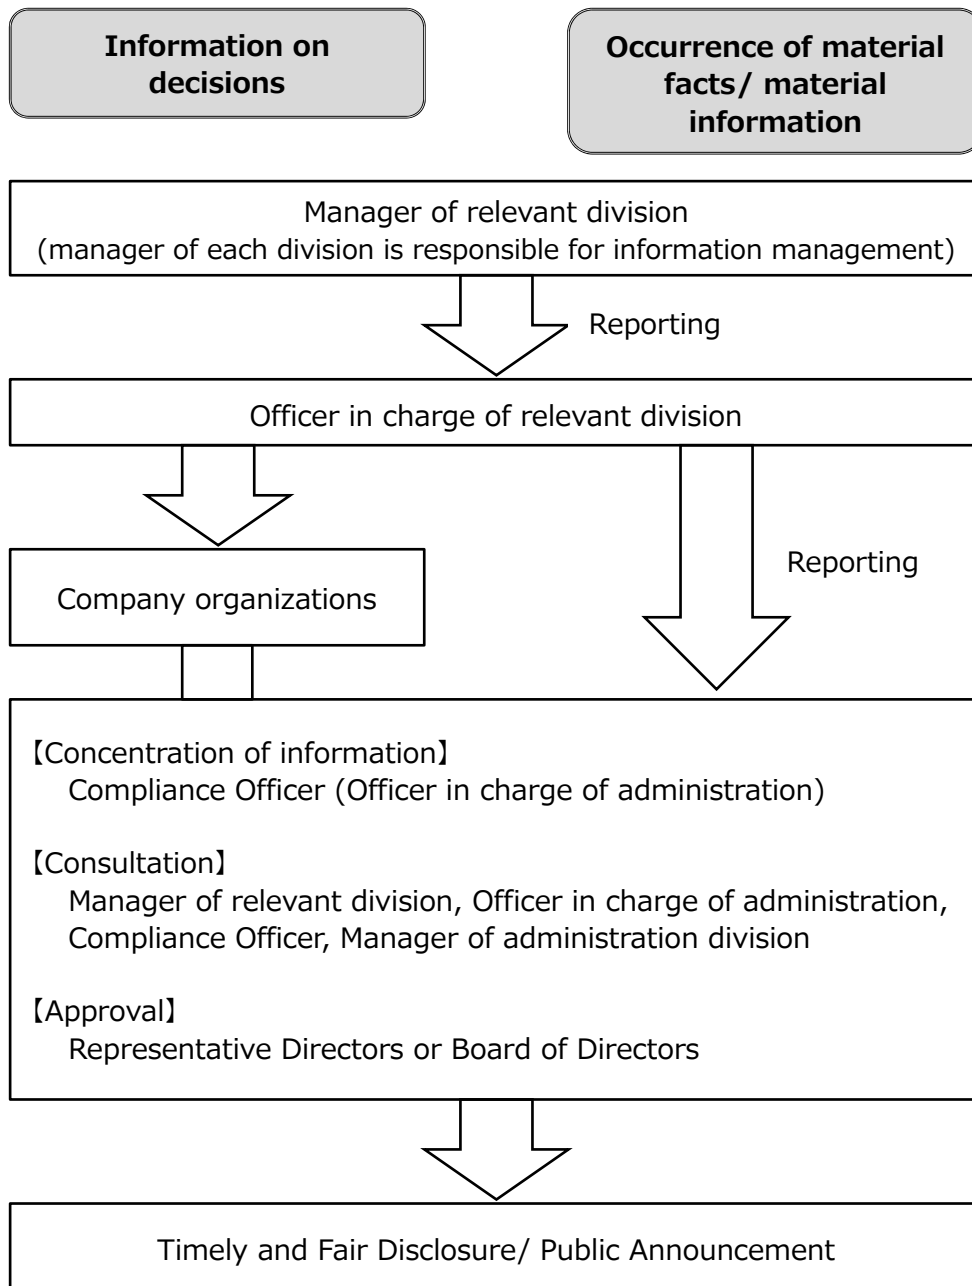 Information on
decisions
Occurrence of material
facts/ material
information
Manager of relevant division
(manager of each division is responsible for information management)
Reporting
Officer in charge of relevant division
Reporting
Company organizations
【Concentration of information】
Compliance Officer (Officer in charge of administration)
【Consultation】
Manager of relevant division, Officer in charge of administration,
Compliance Officer, Manager of administration division
【Approval】
Representative Directors or Board of Directors
Timely and Fair Disclosure/ Public Announcement